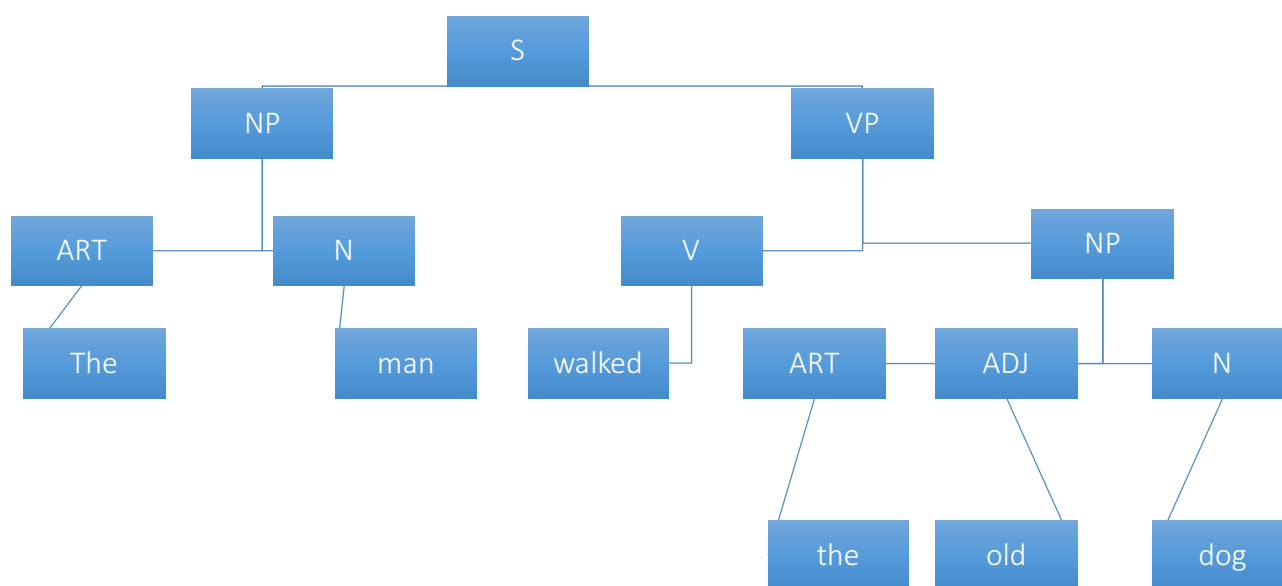 S
NP VP
ART N V NP
The man walked ART ADJ N
the old dog